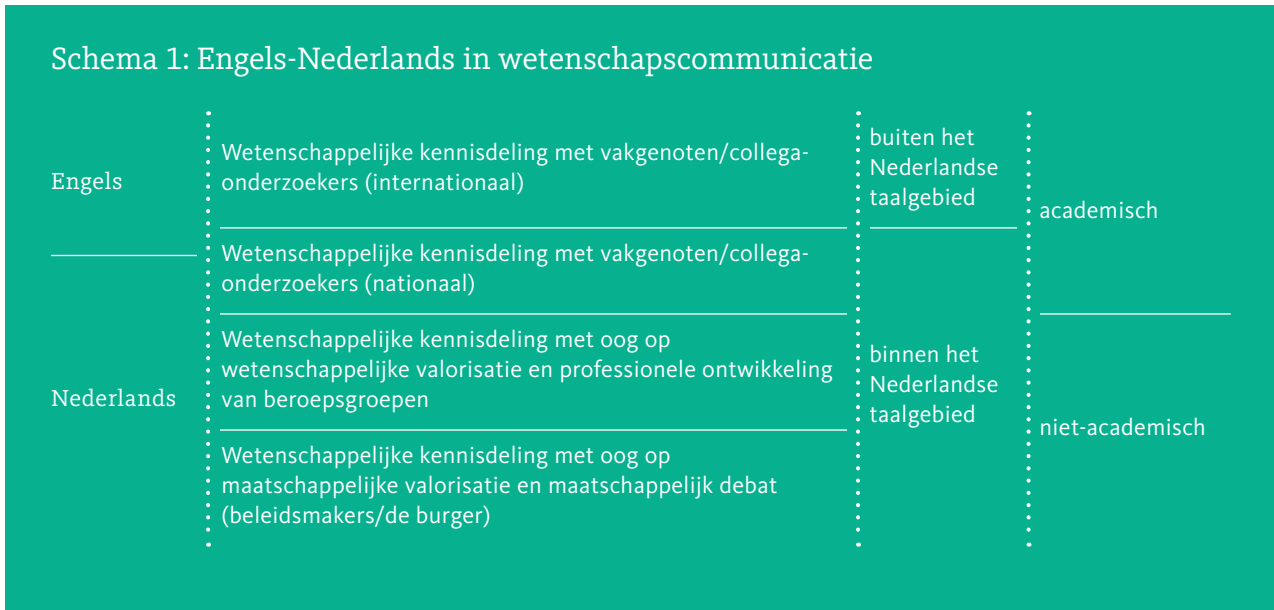 Schema 1: Engels-Nederlands in wetenschapscommunicatie
Engels
Wetenschappelijke kennisdeling met vakgenoten/collega-
onderzoekers (internationaal)
buiten het
Nederlandse
taalgebied
academisch
Wetenschappelijke kennisdeling met vakgenoten/collega-
onderzoekers (nationaal)
Nederlands
Wetenschappelijke kennisdeling met oog op
wetenschappelijke valorisatie en professionele ontwikkeling
van beroepsgroepen
binnen het
Nederlandse
taalgebied
niet-academisch
Wetenschappelijke kennisdeling met oog op
maatschappelijke valorisatie en maatschappelijk debat
(beleidsmakers/de burger)